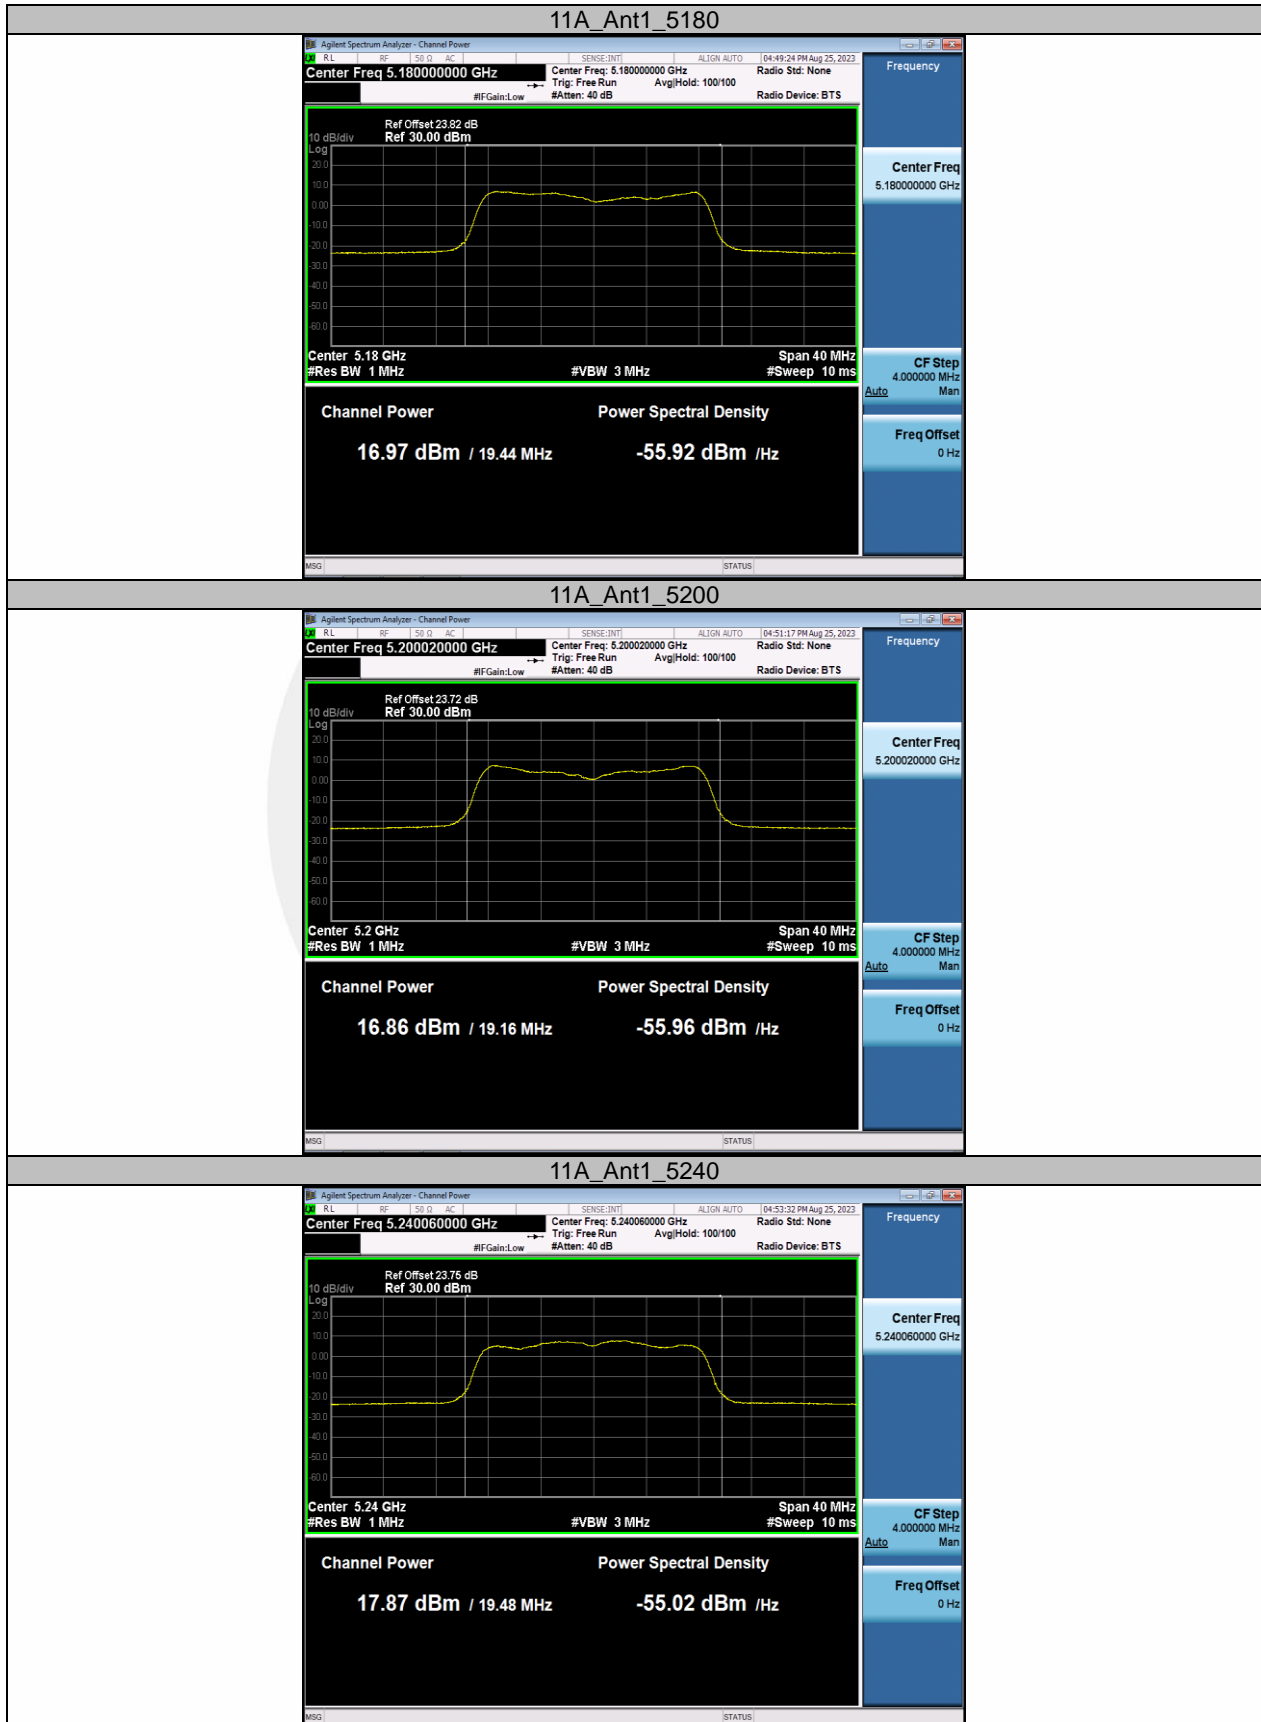 11A_Ant1_5180
Agilent Spectrum Analyzer - Channel Power
RL RF 50 Ω AC SENSE:INT ALIGN AUTO 04:49:24 PM Aug 25, 2023
Center Freq 5.180000000 GHz Center Freq: 5.180000000 GHz Radio Std: None Frequency
Trig: Free Run Avg|Hold: 100/100
#IFGain:Low #Atten: 40 dB Radio Device: BTS
Ref Offset 23.82 dB
10 dB/div Ref 30.00 dBm
Log
20.0
10.0
0.00
-10.0
-20.0
-30.0
-40.0
-50.0
-60.0
Center Freq
5.180000000 GHz
Center 5.18 GHz Span 40 MHz
#Res BW 1 MHz #VBW 3 MHz #Sweep 10 ms
CF Step
4.000000 MHz
Auto Man
Channel Power Power Spectral Density
16.97 dBm / 19.44 MHz -55.92 dBm /Hz
Freq Offset
0 Hz
MSG STATUS
11A_Ant1_5200
Agilent Spectrum Analyzer - Channel Power
RL RF 50 Ω AC SENSE:INT ALIGN AUTO 04:51:17 PM Aug 25, 2023
Center Freq 5.200020000 GHz Center Freq: 5.200020000 GHz Radio Std: None Frequency
Trig: Free Run Avg|Hold: 100/100
#IFGain:Low #Atten: 40 dB Radio Device: BTS
Ref Offset 23.72 dB
10 dB/div Ref 30.00 dBm
Log
20.0
10.0
0.00
-10.0
-20.0
-30.0
-40.0
-50.0
-60.0
Center Freq
5.200020000 GHz
Center 5.2 GHz Span 40 MHz
#Res BW 1 MHz #VBW 3 MHz #Sweep 10 ms
CF Step
4.000000 MHz
Auto Man
Channel Power Power Spectral Density
16.86 dBm / 19.16 MHz -55.96 dBm /Hz
Freq Offset
0 Hz
MSG STATUS
11A_Ant1_5240
Agilent Spectrum Analyzer - Channel Power
RL RF 50 Ω AC SENSE:INT ALIGN AUTO 04:53:32 PM Aug 25, 2023
Center Freq 5.240060000 GHz Center Freq: 5.240060000 GHz Radio Std: None Frequency
Trig: Free Run Avg|Hold: 100/100
#IFGain:Low #Atten: 40 dB Radio Device: BTS
Ref Offset 23.75 dB
10 dB/div Ref 30.00 dBm
Log
20.0
10.0
0.00
-10.0
-20.0
-30.0
-40.0
-50.0
-60.0
Center Freq
5.240060000 GHz
Center 5.24 GHz Span 40 MHz
#Res BW 1 MHz #VBW 3 MHz #Sweep 10 ms
CF Step
4.000000 MHz
Auto Man
Channel Power Power Spectral Density
17.87 dBm / 19.48 MHz -55.02 dBm /Hz
Freq Offset
0 Hz
MSG STATUS